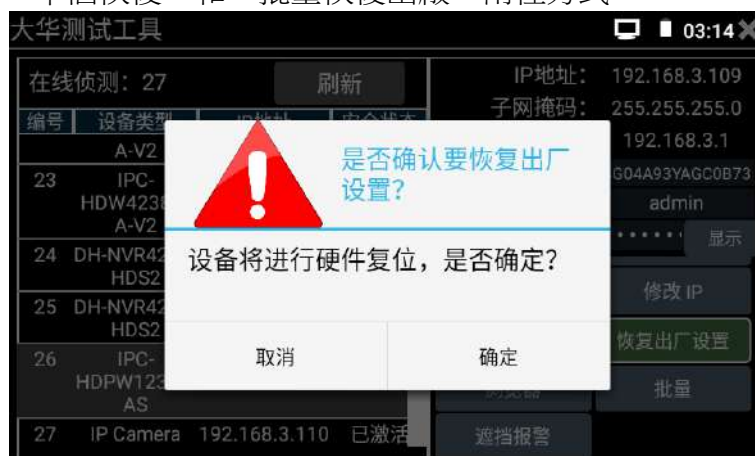 大华测试工具
03:14
在线侦测：27
刷新
IP地址：
192.168.3.109
子网掩码：
255.255.255.0
编号
设备类型
192.168.3.1
A-V2
G04A93YAGC0B73
23
IPC-
HDW4238
A-V2
admin
是否确认要恢复出厂
设置？
显示
24
DH-NVR42
HDS2
设备将进行硬件复位，是否确定？
修改 IP
25
DH-NVR42
HDS2
恢复出厂设置
取消
确定
26
IPC-
HDPW123
AS
批量
27
IP Camera
192.168.3.110
已激活
遮挡报警